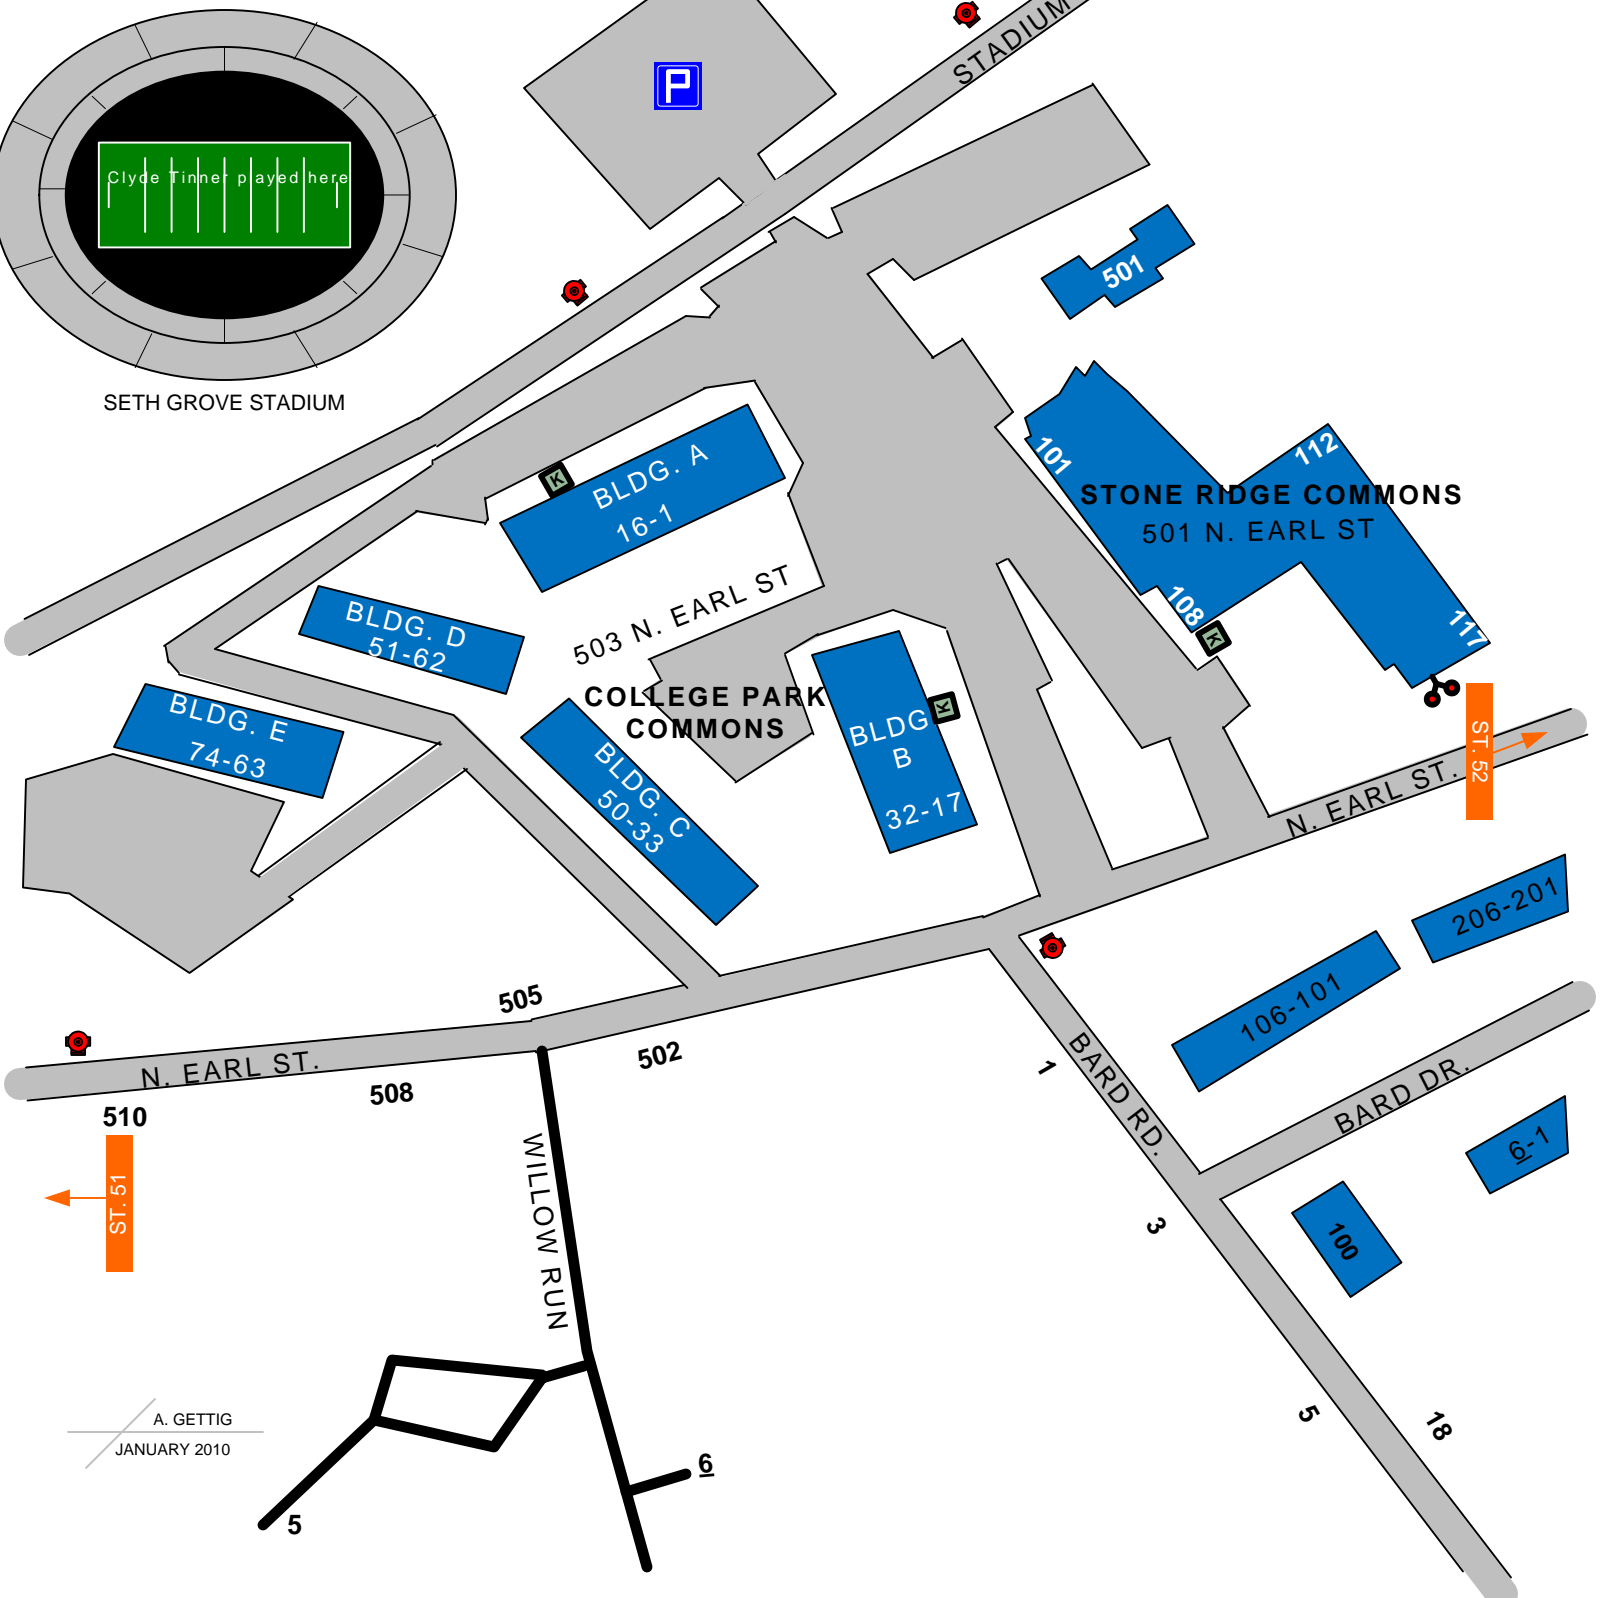 STADIUM
P
Clyde Tinner played here
SETH GROVE STADIUM
501
BLDG. A
16-1
K
101
112
STONE RIDGE COMMONS
501 N. EARL ST
108
117
K
503 N. EARL ST
BLDG. D
51-62
COLLEGE PARK
COMMONS
BLDG. E
74-63
BLDG
B
32-17
K
BLDG. C
50-33
ST. 52
N. EARL ST.
206-201
106-101
505
502
N. EARL ST.
508
510
ST. 51
WILLOW RUN
1
BARD RD.
BARD DR.
6-1
3
100
5
18
A. GETTIG
JANUARY 2010
6
5